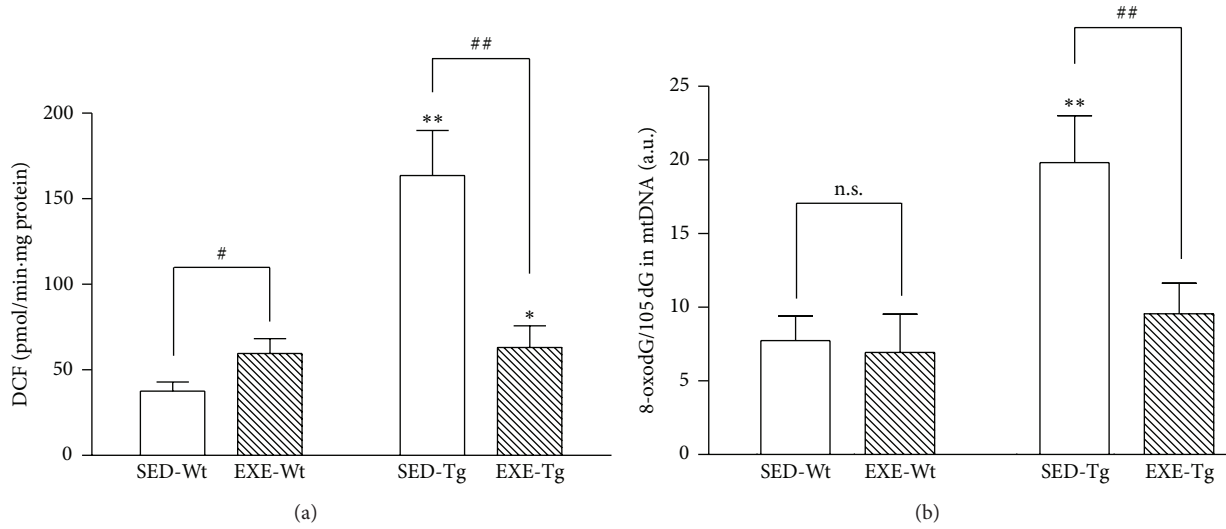 ##
200
**
150
DCF (pmol/min·mg protein)
#
100
*
50
0
SED-Wt EXE-Wt SED-Tg EXE-Tg
(a)
##
25
**
20
n.s.
15
8-oxodG/105 dG in mtDNA (a.u.)
10
5
0
SED-Wt EXE-Wt SED-Tg EXE-Tg
(b)